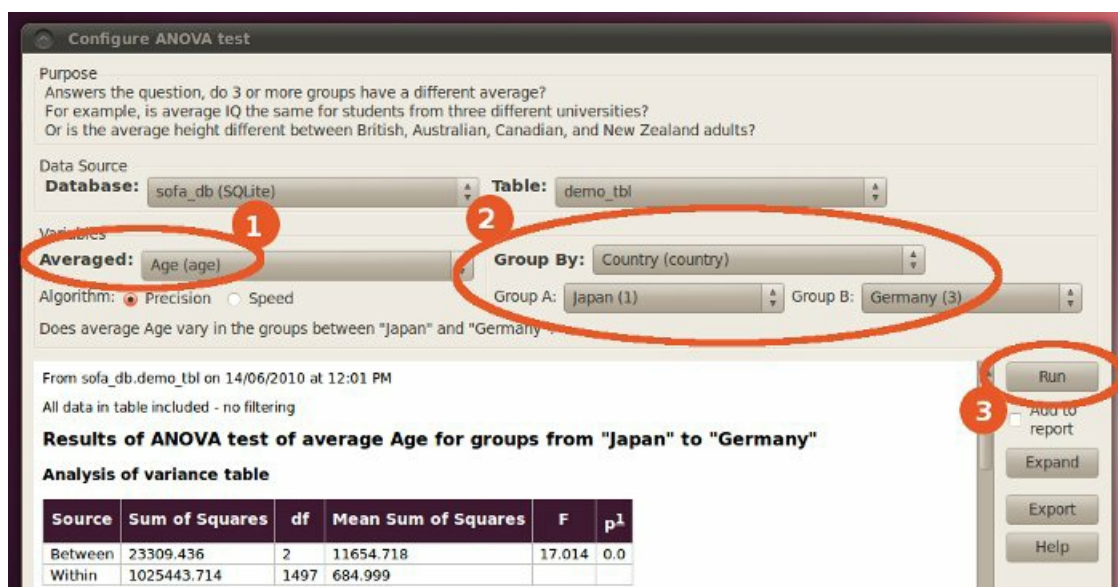 Configure ANOVA test
Purpose
Answers the question, do 3 or more groups have a different average?
For example, is average IQ the same for students from three different universities?
Or is the average height different between British, Australian, Canadian, and New Zealand adults?
Data Source
Database: sofa_db (SQLite) Table: demo_tbl
1 2
Variables
Averaged: Age (age) Group By: Country (country)
Algorithm: Precision Speed Group A: Japan (1) Group B: Germany (3)
Does average Age vary in the groups between "Japan" and "Germany"?
From sofa_db.demo_tbl on 14/06/2010 at 12:01 PM
Run
All data in table included - no filtering
3 Add to
report
Results of ANOVA test of average Age for groups from "Japan" to "Germany"
Expand
Analysis of variance table
Source Sum of Squares df Mean Sum of Squares F p1
Export
Between 23309.436 2 11654.718 17.014 0.0
Help
Within 1025443.714 1497 684.999